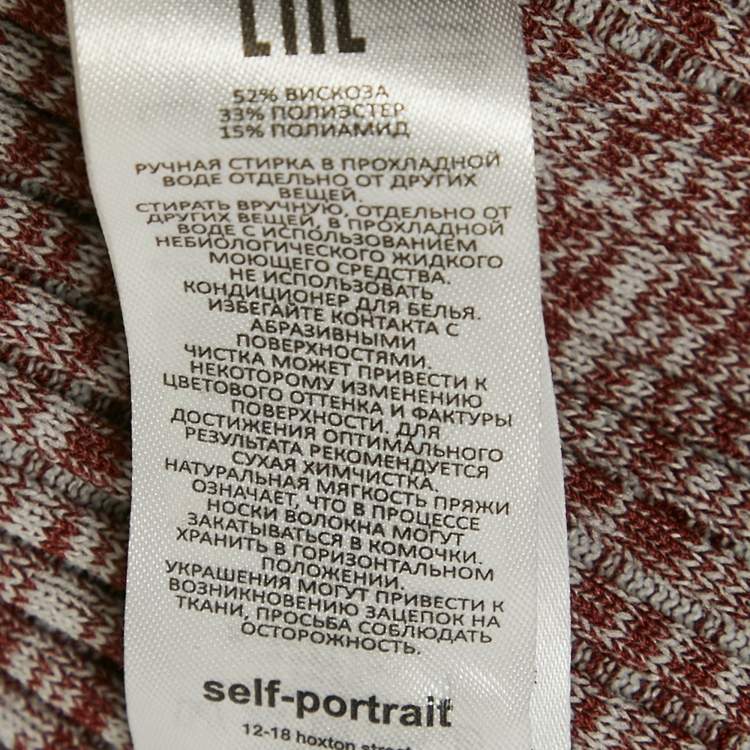 EAC
52% ВИСКОЗА
33% ПОЛИЭСТЕР
15% ПОЛИАМИД
РУЧНАЯ СТИРКА В ПРОХЛАДНОЙ
ВОДЕ ОТДЕЛЬНО ОТ ДРУГИХ
ВЕЩЕЙ.
СТИРАТЬ ВРУЧНУЮ, ОТДЕЛЬНО ОТ
ДРУГИХ ВЕЩЕЙ, В ПРОХЛАДНОЙ
ВОДЕ С ИСПОЛЬЗОВАНИЕМ
НЕБИОЛОГИЧЕСКОГО ЖИДКОГО
МОЮЩЕГО СРЕДСТВА.
НЕ ИСПОЛЬЗОВАТЬ
КОНДИЦИОНЕР ДЛЯ БЕЛЬЯ.
ИЗБЕГАЙТЕ КОНТАКТА С
АБРАЗИВНЫМИ
ПОВЕРХНОСТЯМИ.
ЧИСТКА МОЖЕТ ПРИВЕСТИ К
НЕКОТОРОМУ ИЗМЕНЕНИЮ
ЦВЕТОВОГО ОТТЕНКА И ФАКТУРЫ
ПОВЕРХНОСТИ. ДЛЯ
ДОСТИЖЕНИЯ ОПТИМАЛЬНОГО
РЕЗУЛЬТАТА РЕКОМЕНДУЕТСЯ
СУХАЯ ХИМЧИСТКА.
НАТУРАЛЬНАЯ МЯГКОСТЬ ПРЯЖИ
ОЗНАЧАЕТ, ЧТО В ПРОЦЕССЕ
НОСКИ ВОЛОКНА МОГУТ
ЗАКАТЫВАТЬСЯ В КОМОЧКИ.
ХРАНИТЬ В ГОРИЗОНТАЛЬНОМ
ПОЛОЖЕНИИ.
УКРАШЕНИЯ МОГУТ ПРИВЕСТИ К
ВОЗНИКНОВЕНИЮ ЗАЦЕПОК НА
ТКАНИ, ПРОСЬБА СОБЛЮДАТЬ
ОСТОРОЖНОСТЬ.
self-portrait
12-18 hoxton street